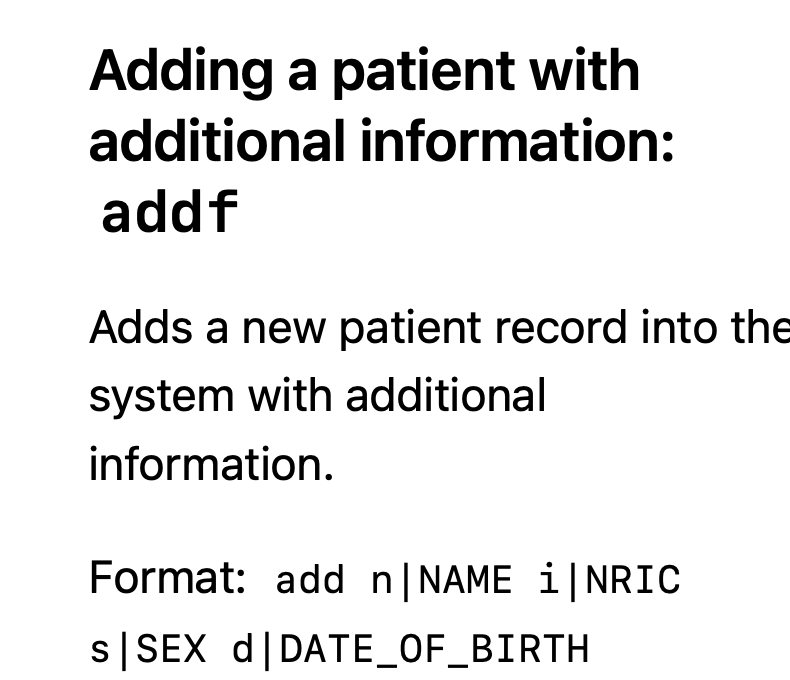 Adding a patient with
additional information:
addf
Adds a new patient record into the
system with additional
information.
Format: add n|NAME i|NRIC
s|SEX d|DATE_OF_BIRTH